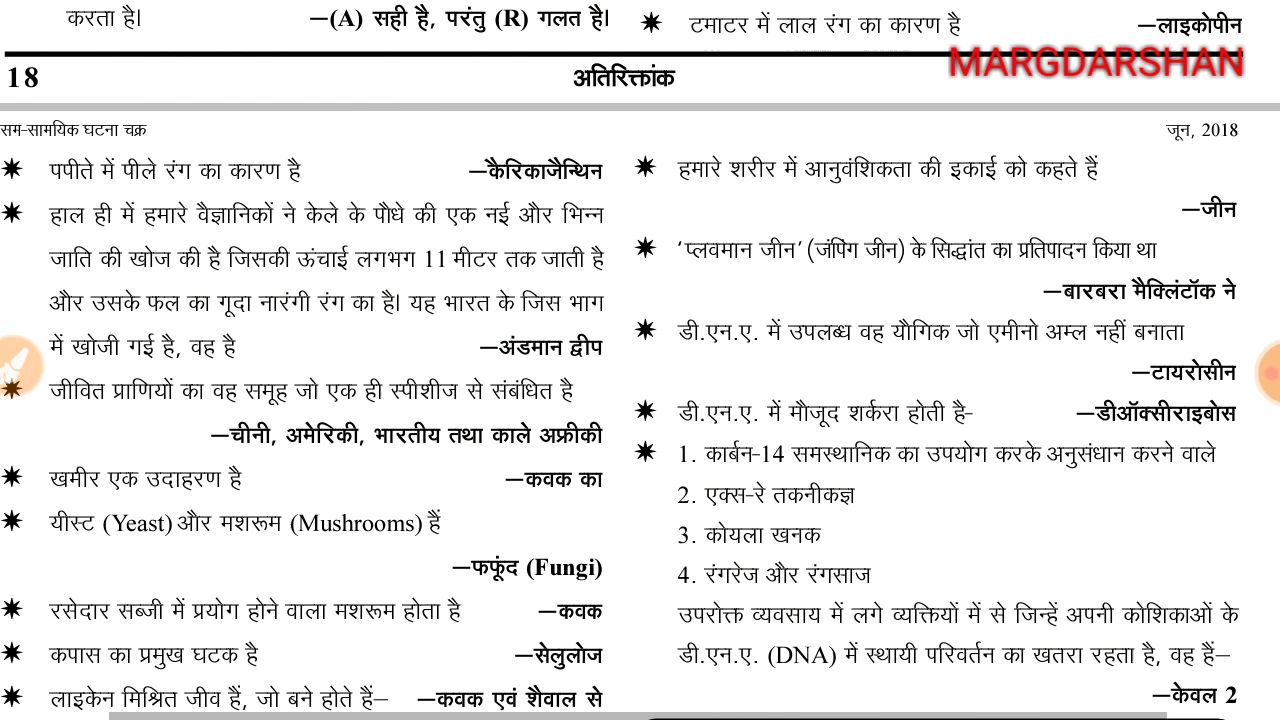 करता है। —(A) सही है, परंतु (R) गलत है।
✷ टमाटर में लाल रंग का कारण है —लाइकोपीन
18 अतिरिक्तांक
MARGDARSHAN
सम-सामयिक घटना चक्र जून, 2018
✷ पपीते में पीले रंग का कारण है —कैरिकाजैन्थिन
✷ हाल ही में हमारे वैज्ञानिकों ने केले के पौधे की एक नई और भिन्न
जाति की खोज की है जिसकी ऊंचाई लगभग 11 मीटर तक जाती है
और उसके फल का गूदा नारंगी रंग का है। यह भारत के जिस भाग
में खोजी गई है, वह है —अंडमान द्वीप
✷ जीवित प्राणियों का वह समूह जो एक ही स्पीशीज से संबंधित है
—चीनी, अमेरिकी, भारतीय तथा काले अफ्रीकी
✷ खमीर एक उदाहरण है —कवक का
✷ यीस्ट (Yeast) और मशरूम (Mushrooms) हैं
—फफूंद (Fungi)
✷ रसेदार सब्जी में प्रयोग होने वाला मशरूम होता है —कवक
✷ कपास का प्रमुख घटक है —सेलुलोज
✷ लाइकेन मिश्रित जीव हैं, जो बने होते हैं– —कवक एवं शैवाल से
✷ हमारे शरीर में आनुवंशिकता की इकाई को कहते हैं
—जीन
✷ ‘प्लवमान जीन’ (जंपिंग जीन) के सिद्धांत का प्रतिपादन किया था
—बारबरा मैक्लिंटॉक ने
✷ डी.एन.ए. में उपलब्ध वह यौगिक जो एमीनो अम्ल नहीं बनाता
—टायरोसीन
✷ डी.एन.ए. में मौजूद शर्करा होती है- —डीऑक्सीराइबोस
✷ 1. कार्बन-14 समस्थानिक का उपयोग करके अनुसंधान करने वाले
2. एक्स-रे तकनीकज्ञ
3. कोयला खनक
4. रंगरेज और रंगसाज
उपरोक्त व्यवसाय में लगे व्यक्तियों में से जिन्हें अपनी कोशिकाओं के
डी.एन.ए. (DNA) में स्थायी परिवर्तन का खतरा रहता है, वह हैं–
—केवल 2